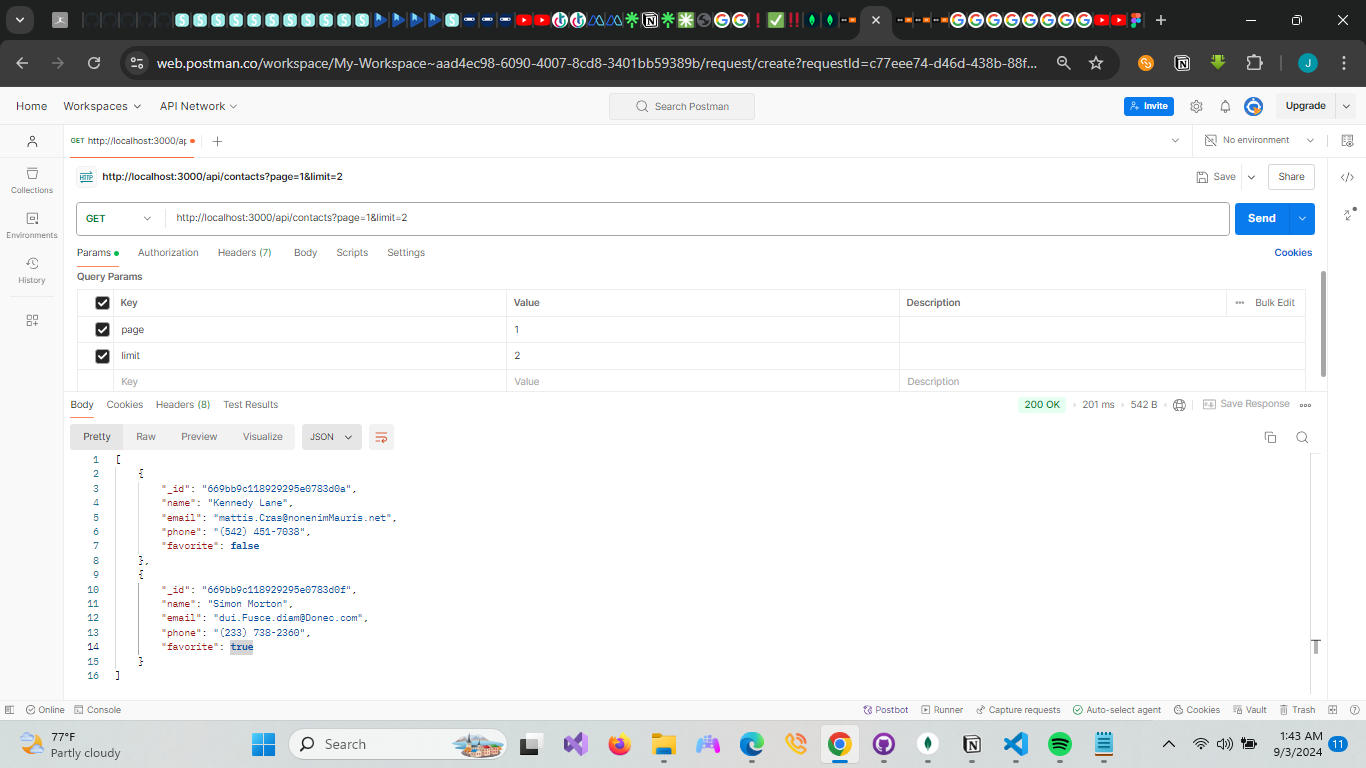 web.postman.co/workspace/My-Workspace~aad4ec98-6090-4007-8cd8-3401bb59389b/request/create?requestId=c77eee74-d46d-438b-88f...
J
Home Workspaces API Network Search Postman Invite Upgrade
GET http://localhost:3000/ap No environment
Collections
Environments
History
HTTP http://localhost:3000/api/contacts?page=1&limit=2 Save Share
GET http://localhost:3000/api/contacts?page=1&limit=2 Send
Params Authorization Headers (7) Body Scripts Settings Cookies
Query Params
Key Value Description Bulk Edit
page 1
limit 2
Key Value Description
Body Cookies Headers (8) Test Results 200 OK 201 ms 542 B Save Response
Pretty Raw Preview Visualize JSON
1 [
2 {
3 "_id": "669bb9c118929295e0783d0a",
4 "name": "Kennedy Lane",
5 "email": "mattis.Cras@nonenimMauris.net",
6 "phone": "(542) 451-7038",
7 "favorite": false
8 },
9 {
10 "_id": "669bb9c118929295e0783d0f",
11 "name": "Simon Morton",
12 "email": "dui.Fusce.diam@Donec.com",
13 "phone": "(233) 738-2360",
14 "favorite": true
15 }
16 ]
Online Console Postbot Runner Capture requests Auto-select agent Cookies Vault Trash
77°F
Partly cloudy
Search
1:43 AM
9/3/2024
11